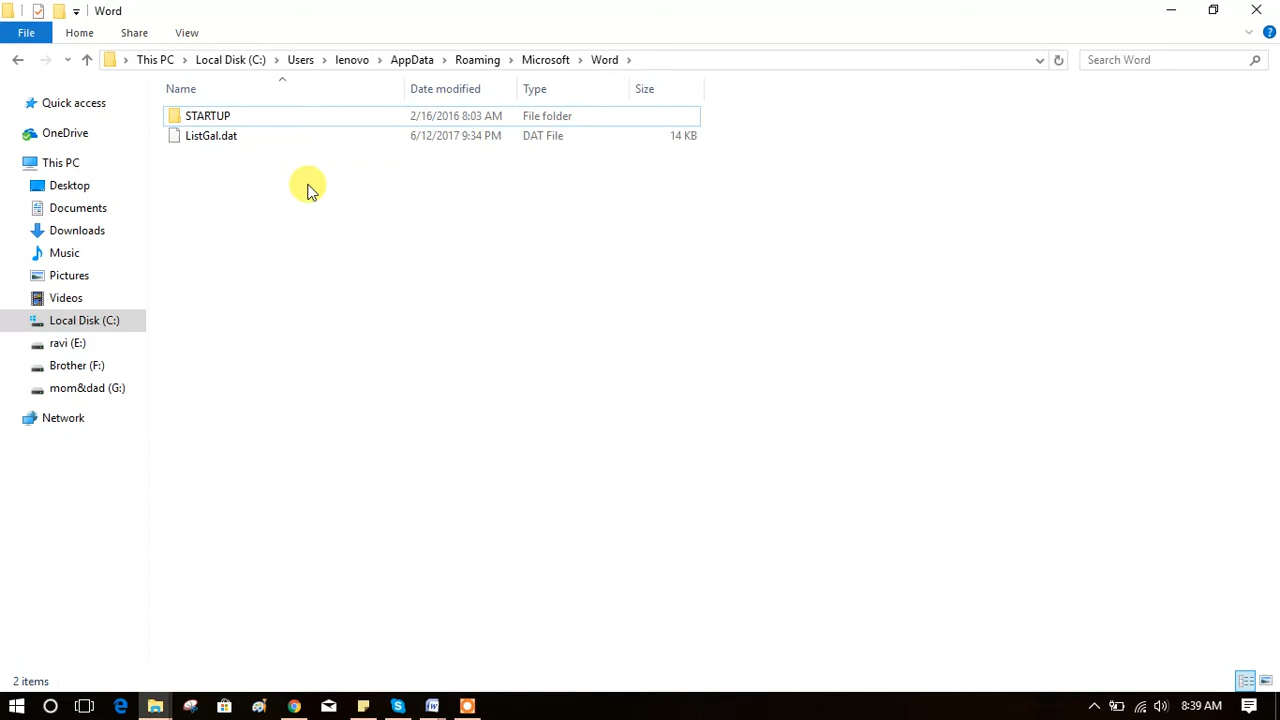 Word
File Home Share View
This PC Local Disk (C:) Users lenovo AppData Roaming Microsoft Word Search Word
Name Date modified Type Size
STARTUP 2/16/2016 8:03 AM File folder
ListGal.dat 6/12/2017 9:34 PM DAT File 14 KB
Quick access
OneDrive
This PC
Desktop
Documents
Downloads
Music
Pictures
Videos
Local Disk (C:)
ravi (E:)
Brother (F:)
mom&dad (G:)
Network
2 items
8:39 AM